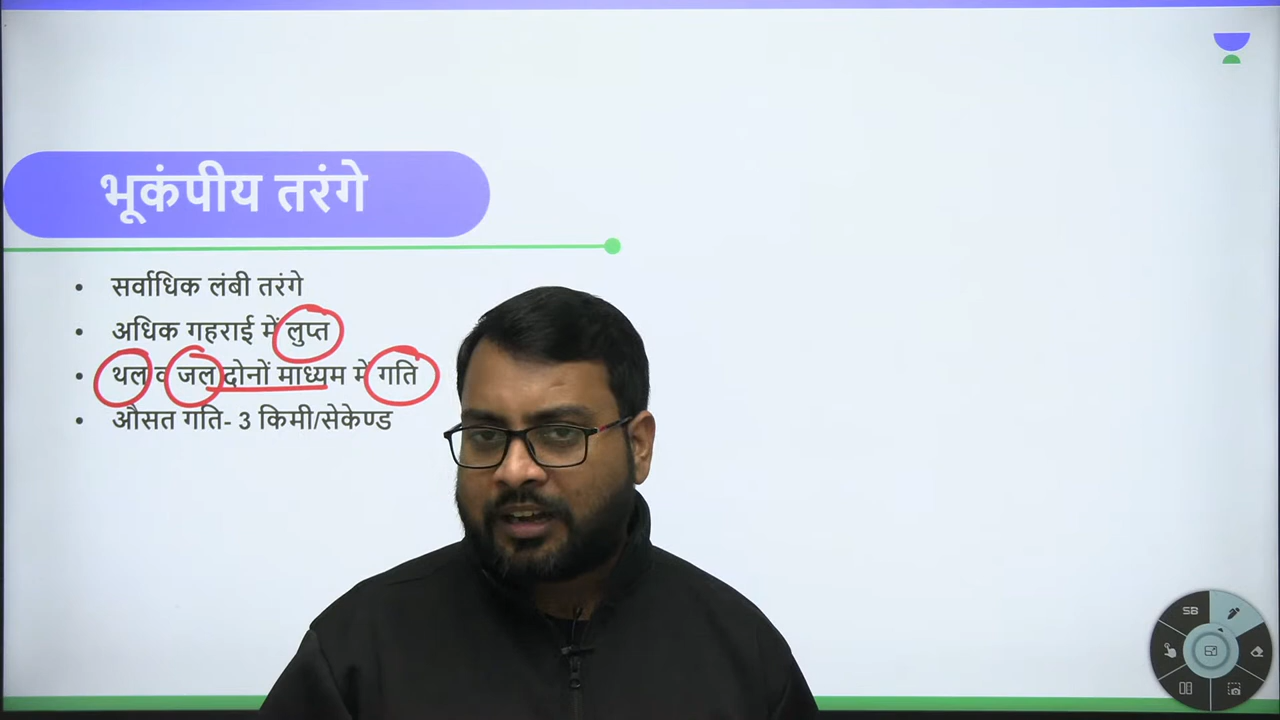 भूकंपीय तरंगे
• सर्वाधिक लंबी तरंगे
• अधिक गहराई में लुप्त
• थल व जल दोनों माध्यम में गति
• औसत गति- 3 किमी/सेकेण्ड
SB